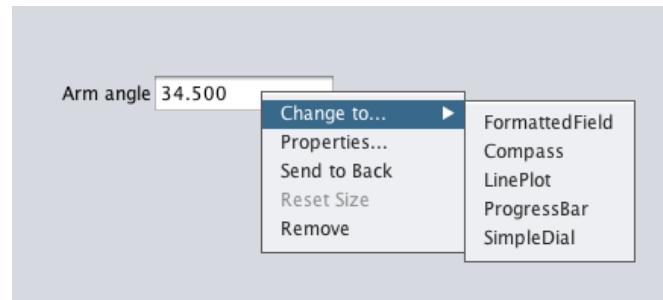 Arm angle 34.500
Change to...
Properties...
Send to Back
Reset Size
Remove
FormattedField
Compass
LinePlot
ProgressBar
SimpleDial